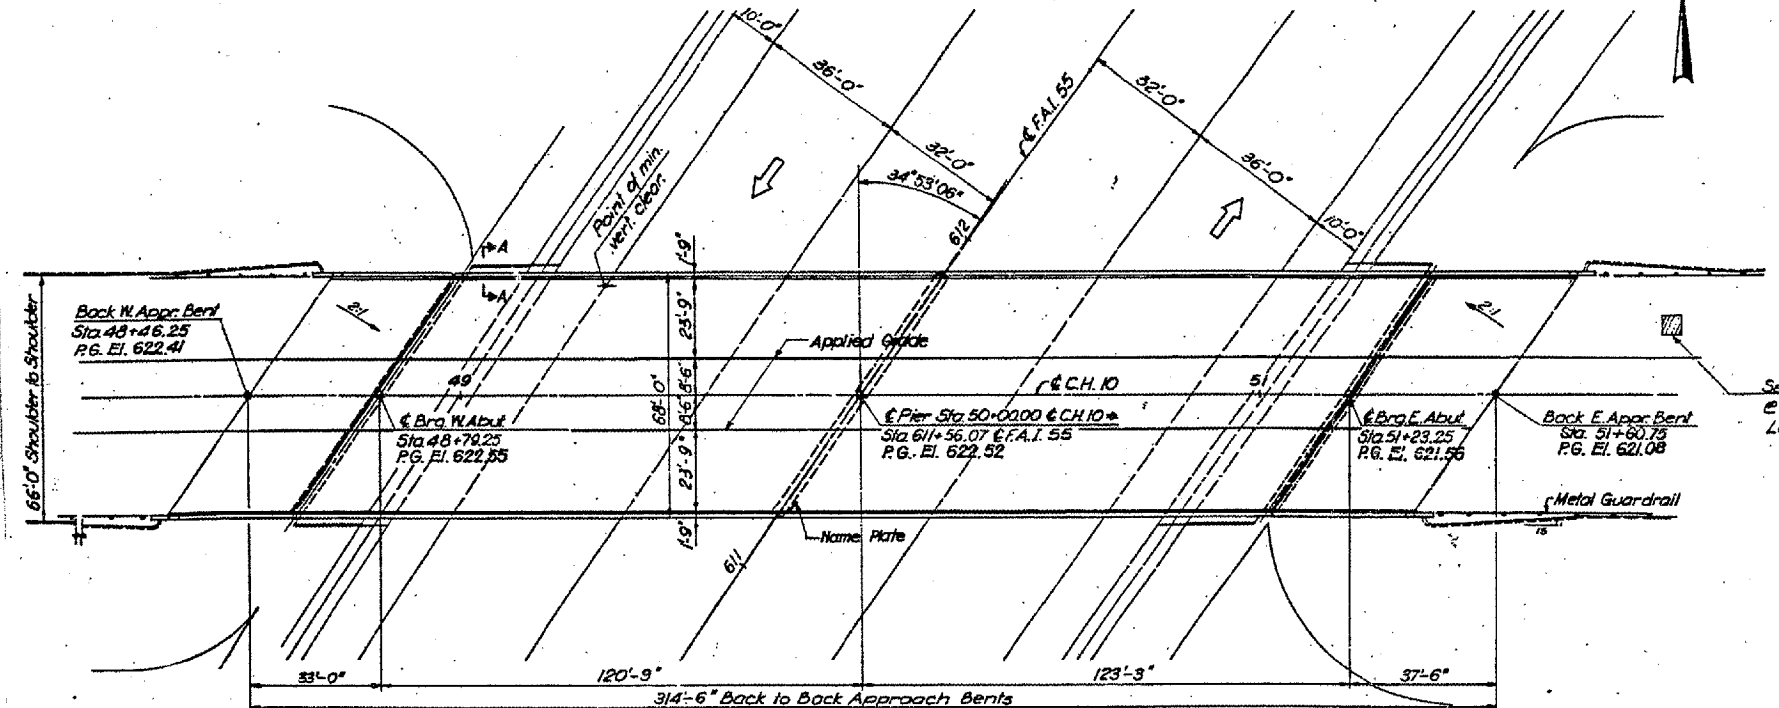 10'-0"
36'-0"
32'-0"
34°53'06"
℄ F.A.I. 55
612
32'-0"
36'-0"
10'-0"
Point of min.
vert. clear.
A
A
1'-9"
66'-0" Shoulder to Shoulder
Back W. Appr. Bent
Sta. 48+46.25
P.G. El. 622.41
2:1
23'-9"
Applied Grade
2:1
8'-6"
8'-6"
68'-0"
49
℄ C.H. 10
51
℄ Brg. W. Abut.
Sta. 48+79.25
P.G. El. 622.55
℄ Pier Sta. 50+00.00 ℄ C.H. 10 =
Sta. 611+56.07 ℄ F.A.I. 55
P.G. El. 622.52
℄ Brg. E. Abut.
Sta. 51+23.25
P.G. El. 621.56
Back E. Appr. Bent
Sta. 51+60.75
P.G. El. 621.08
23'-9"
1'-9"
Name Plate
611
Metal Guardrail
15
33'-0"
120'-9"
123'-3"
37'-6"
314'-6" Back to Back Approach Bents